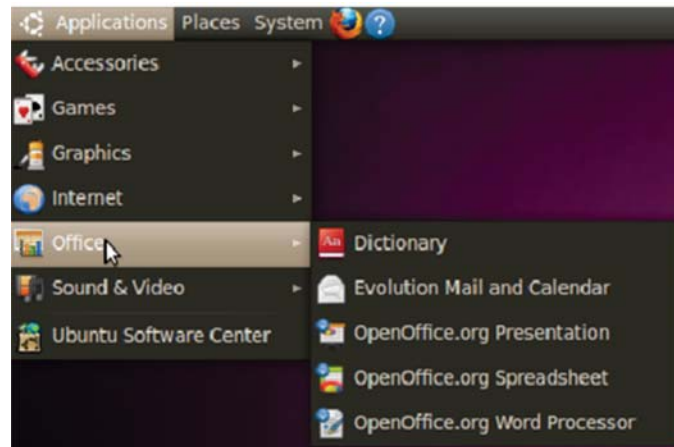 Applications Places System
Accessories
Games
Graphics
Internet
Office
Sound & Video
Ubuntu Software Center
Dictionary
Evolution Mail and Calendar
OpenOffice.org Presentation
OpenOffice.org Spreadsheet
OpenOffice.org Word Processor